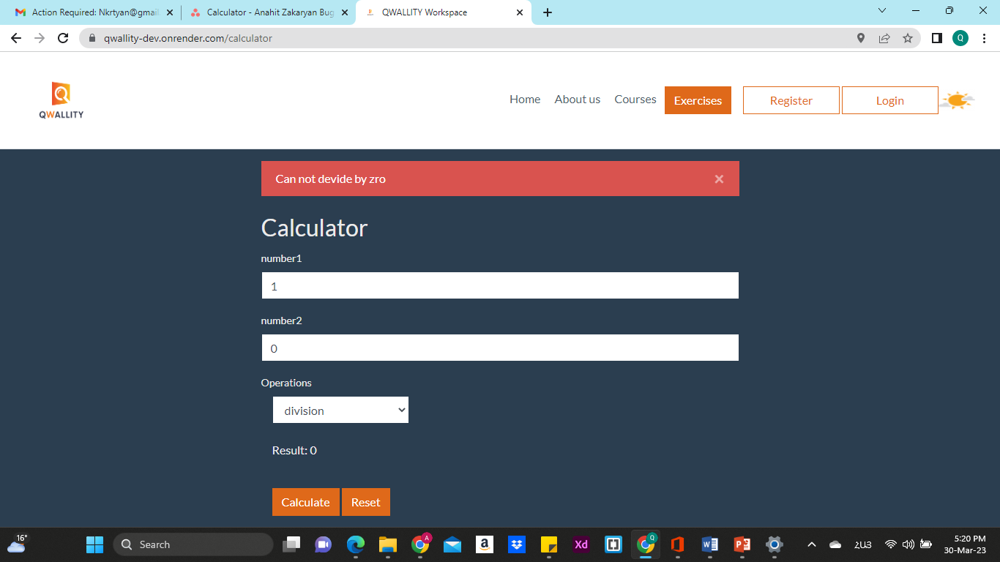 Action Required: Nkrtyan@gmail
Calculator - Anahit Zakaryan Bug
QWALLITY Workspace
qwallity-dev.onrender.com/calculator
Q
QWALLITY
Home
About us
Courses
Exercises
Register
Login
Can not devide by zro
×
Calculator
number1
1
number2
0
Operations
division
Result: 0
Calculate
Reset
16°
Search
A
a
Xd
Q
W
P
ՀԱՅ
5:20 PM
30-Mar-23